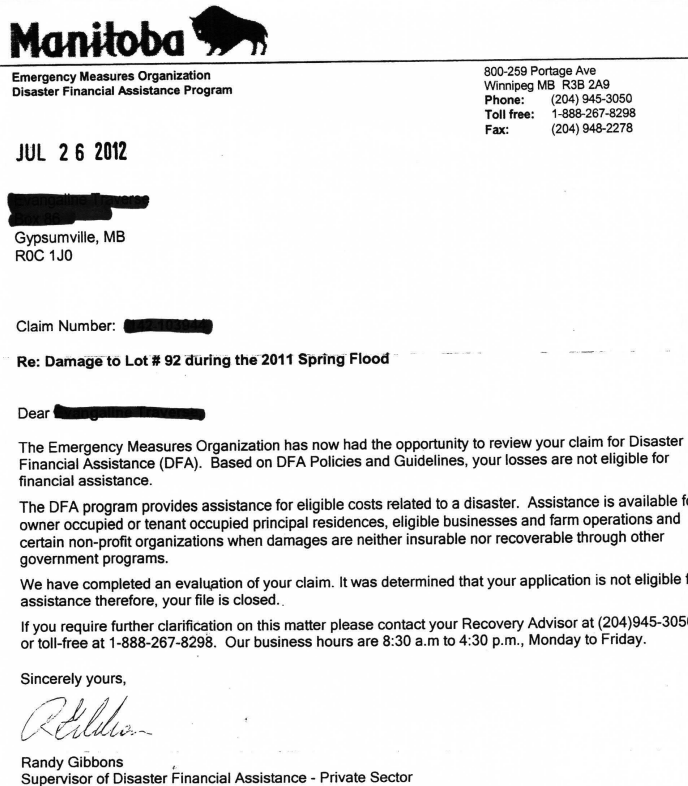 Manitoba
Emergency Measures Organization
Disaster Financial Assistance Program
800-259 Portage Ave
Winnipeg MB R3B 2A9
Phone: (204) 945-3050
Toll free: 1-888-267-8298
Fax: (204) 948-2278
JUL 26 2012
Gypsumville, MB
R0C 1J0
Claim Number:
Re: Damage to Lot # 92 during the 2011 Spring Flood
Dear
The Emergency Measures Organization has now had the opportunity to review your claim for Disaster
Financial Assistance (DFA). Based on DFA Policies and Guidelines, your losses are not eligible for
financial assistance.
The DFA program provides assistance for eligible costs related to a disaster. Assistance is available
owner occupied or tenant occupied principal residences, eligible businesses and farm operations and
certain non-profit organizations when damages are neither insurable nor recoverable through other
government programs.
We have completed an evaluation of your claim. It was determined that your application is not eligible
assistance therefore, your file is closed.
If you require further clarification on this matter please contact your Recovery Advisor at (204)945-305
or toll-free at 1-888-267-8298. Our business hours are 8:30 a.m to 4:30 p.m., Monday to Friday.
Sincerely yours,
Randy Gibbons
Supervisor of Disaster Financial Assistance - Private Sector